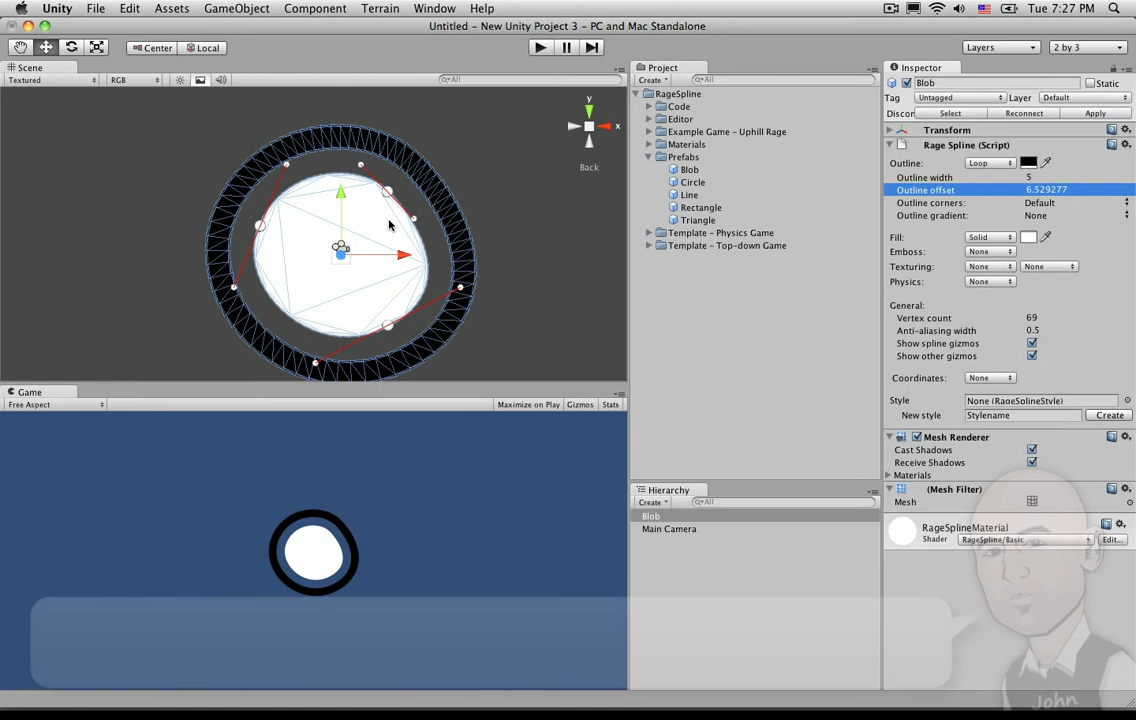 Unity File Edit Assets GameObject Component Terrain Window Help Tue 7:27 PM
Untitled - New Unity Project 3 - PC and Mac Standalone
Center Local Layers 2 by 3
Scene
Textured RGB All
y
x
Back
Game
Free Aspect Maximize on Play Gizmos Stats
Project
Create All
RageSpline
Code
Editor
Example Game - Uphill Rage
Materials
Prefabs
Blob
Circle
Line
Rectangle
Triangle
Template - Physics Game
Template - Top-down Game
Hierarchy
Create All
Blob
Main Camera
Inspector
Blob Static
Tag Untagged Layer Default
Discon Select Reconnect Apply
Transform
Rage Spline (Script)
Outline: Loop
Outline width 5
Outline offset 6.529277
Outline corners: Default
Outline gradient: None
Fill: Solid
Emboss: None
Texturing: None None
Physics: None
General:
Vertex count 69
Anti-aliasing width 0.5
Show spline gizmos
Show other gizmos
Coordinates: None
Style None (RageSplineStyle)
New style Stylename Create
Mesh Renderer
Cast Shadows
Receive Shadows
Materials
(Mesh Filter)
Mesh
RageSplineMaterial
Shader RageSpline/Basic Edit...
John